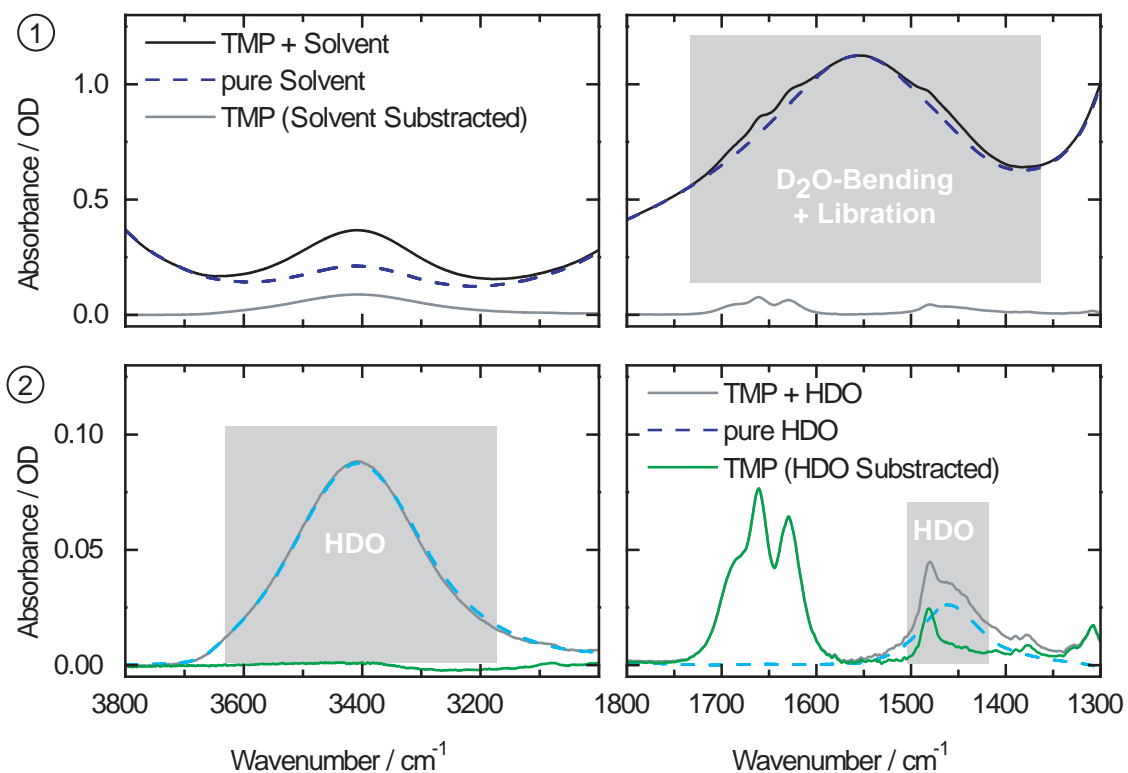 1
TMP + Solvent
pure Solvent
TMP (Solvent Substracted)
1.0
0.5
0.0
Absorbance / OD
D2O-Bending
+ Libration
2
0.10
0.05
0.00
Absorbance / OD
HDO
TMP + HDO
pure HDO
TMP (HDO Substracted)
HDO
3800 3600 3400 3200 1800 1700 1600 1500 1400 1300
Wavenumber / cm-1 Wavenumber / cm-1